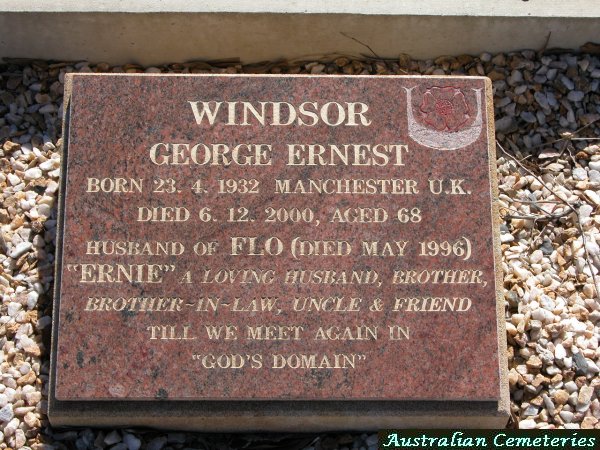 WINDSOR
GEORGE ERNEST
BORN 23. 4. 1932 MANCHESTER U.K.
DIED 6. 12. 2000, AGED 68
HUSBAND OF FLO (DIED MAY 1996)
"ERNIE" A LOVING HUSBAND, BROTHER,
BROTHER~IN~LAW, UNCLE & FRIEND
TILL WE MEET AGAIN IN
"GOD'S DOMAIN"
Australian Cemeteries